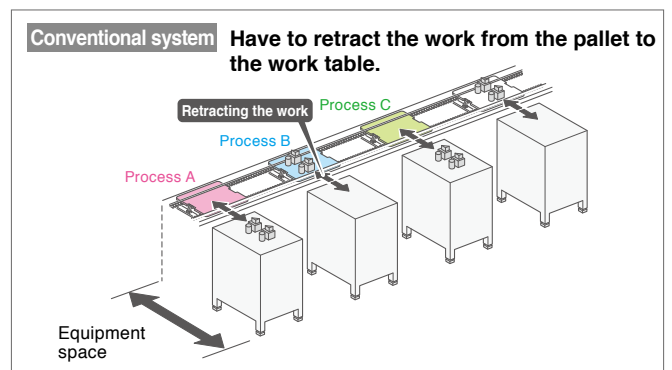 Conventional system
Have to retract the work from the pallet to
the work table.
Retracting the work
Process C
Process B
Process A
Equipment
space